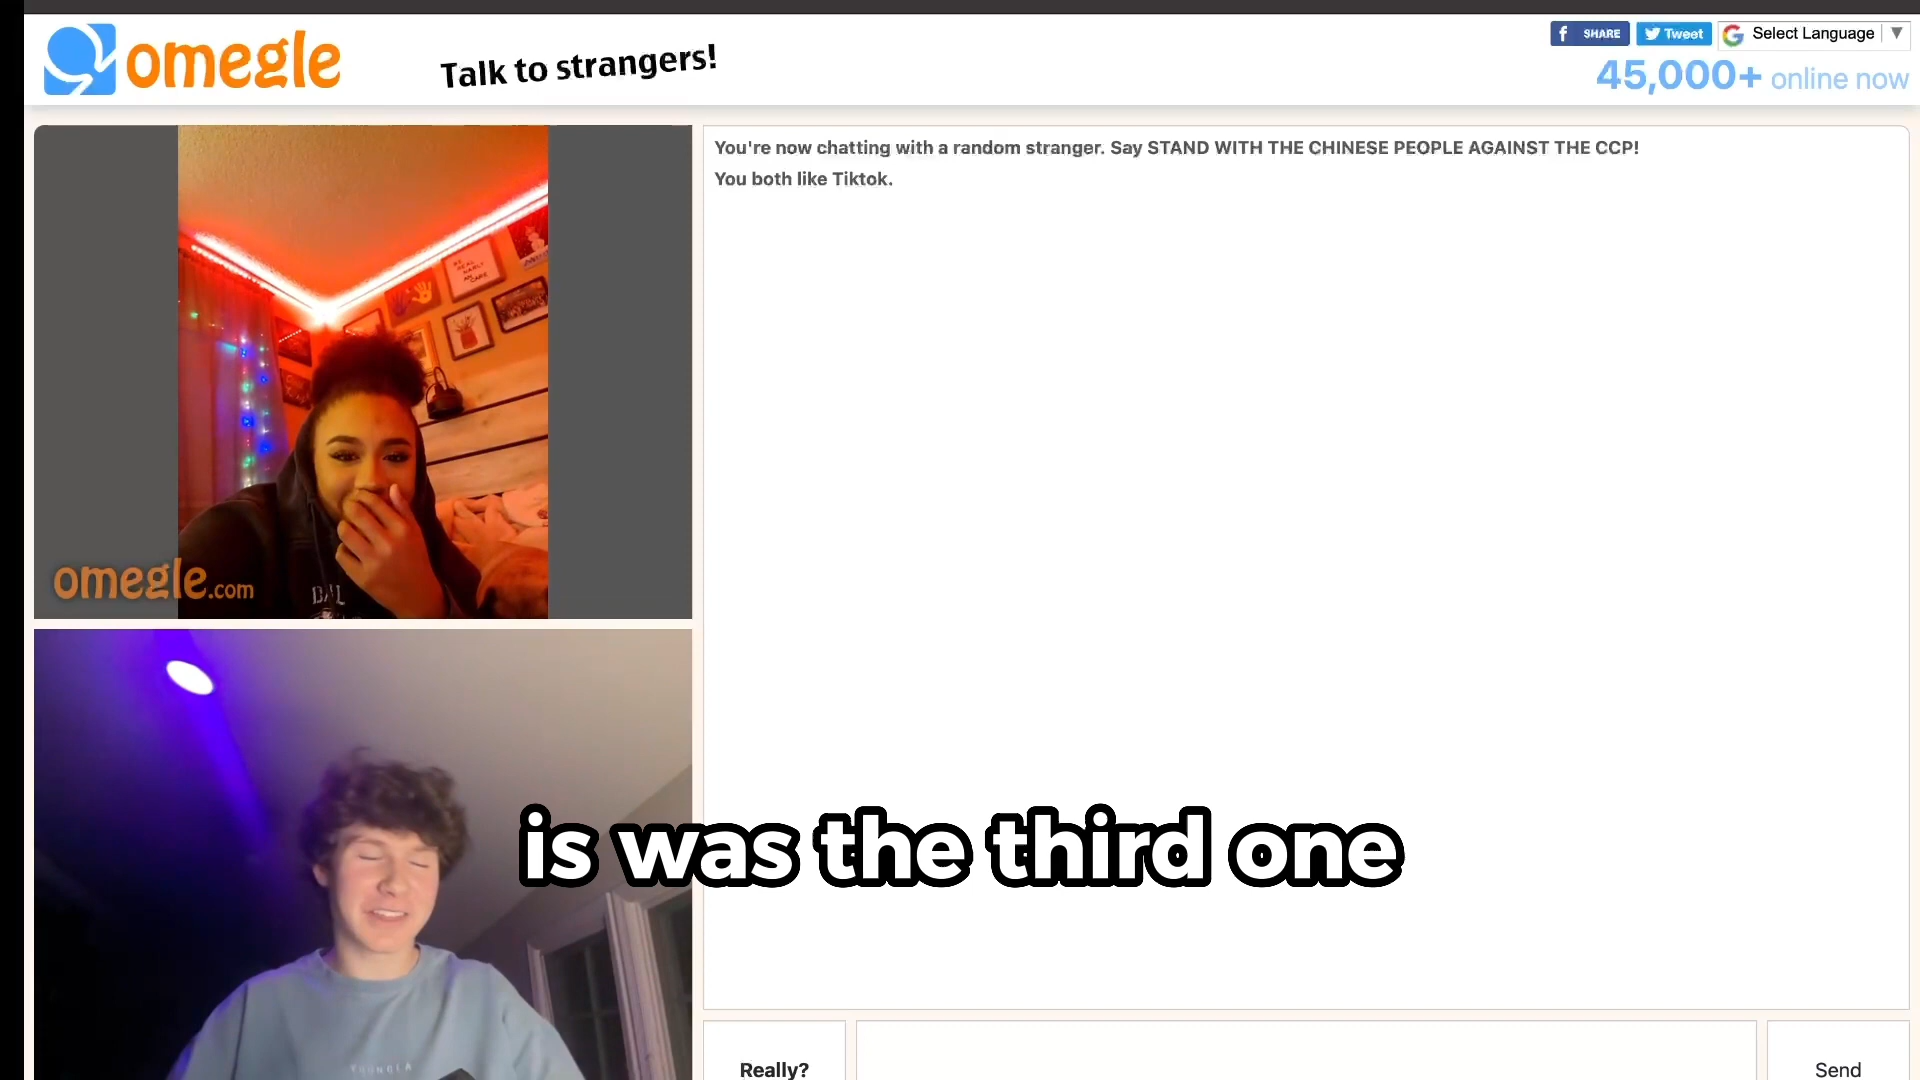 omegle
Talk to strangers!
SHARE
Tweet
Select Language
45,000+ online now
You're now chatting with a random stranger. Say STAND WITH THE CHINESE PEOPLE AGAINST THE CCP!
You both like Tiktok.
omegle.com
is was the third one
YOUNGLA
Really?
Send